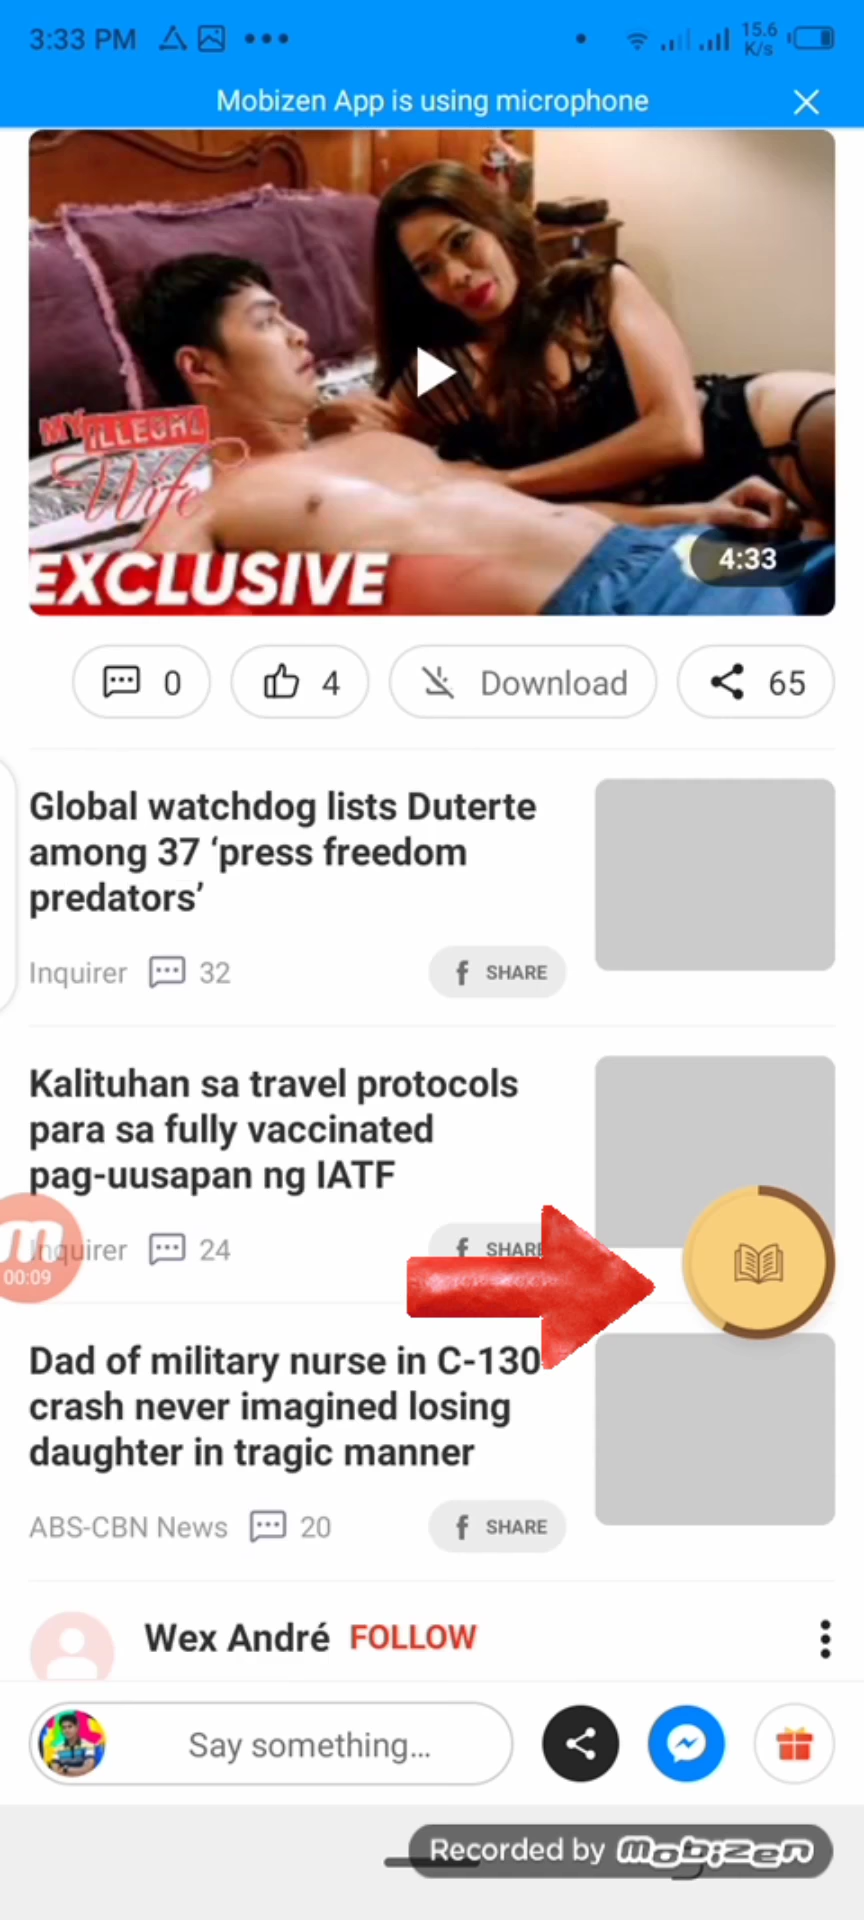 3:33 PM
15.6
K/s
Mobizen App is using microphone
MY ILLEGAL
Wife
EXCLUSIVE
4:33
0
4
Download
65
Global watchdog lists Duterte
among 37 ‘press freedom
predators’
Inquirer
32
SHARE
Kalituhan sa travel protocols
para sa fully vaccinated
pag-uusapan ng IATF
Inquirer
24
SHARE
00:09
Dad of military nurse in C-130
crash never imagined losing
daughter in tragic manner
ABS-CBN News
20
SHARE
Wex André FOLLOW
Say something...
Recorded by mobizen